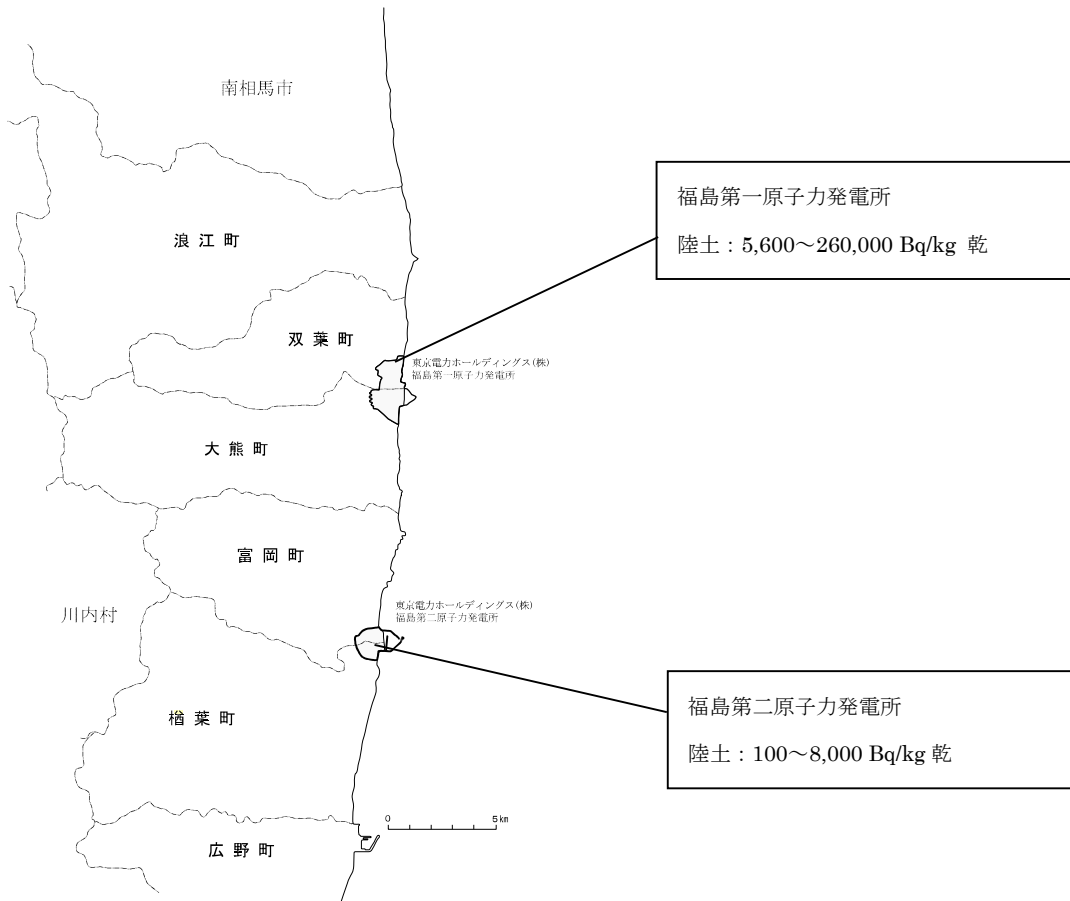 南相馬市
福島第一原子力発電所
陸土：5,600～260,000 Bq/kg 乾
浪江町
双葉町
東京電力ホールディングス(株)
福島第一原子力発電所
大熊町
富岡町
川内村
東京電力ホールディングス(株)
福島第二原子力発電所
福島第二原子力発電所
陸土：100～8,000 Bq/kg 乾
楢葉町
0 5km
広野町